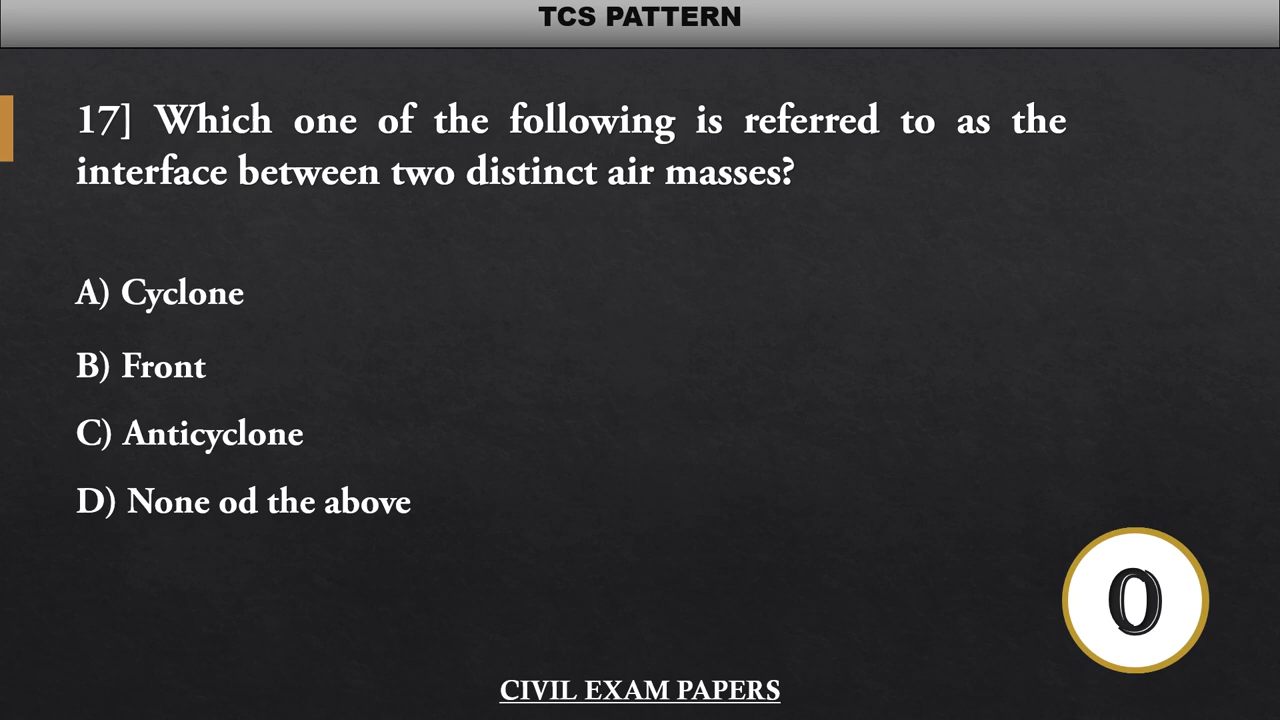 TCS PATTERN
17] Which one of the following is referred to as the
interface between two distinct air masses?
A) Cyclone
B) Front
C) Anticyclone
D) None od the above
0
CIVIL EXAM PAPERS